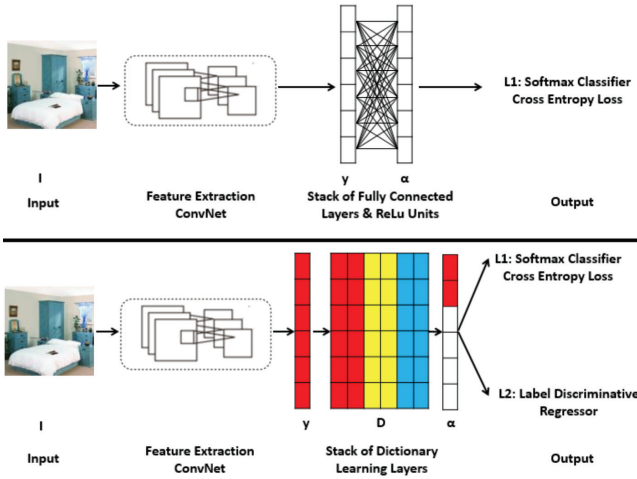 L1: Softmax Classifier
Cross Entropy Loss
I
y
α
Input
Feature Extraction
ConvNet
Stack of Fully Connected
Layers & ReLu Units
Output
L1: Softmax Classifier
Cross Entropy Loss
L2: Label Discriminative
Regressor
I
y
D
α
Input
Feature Extraction
ConvNet
Stack of Dictionary
Learning Layers
Output